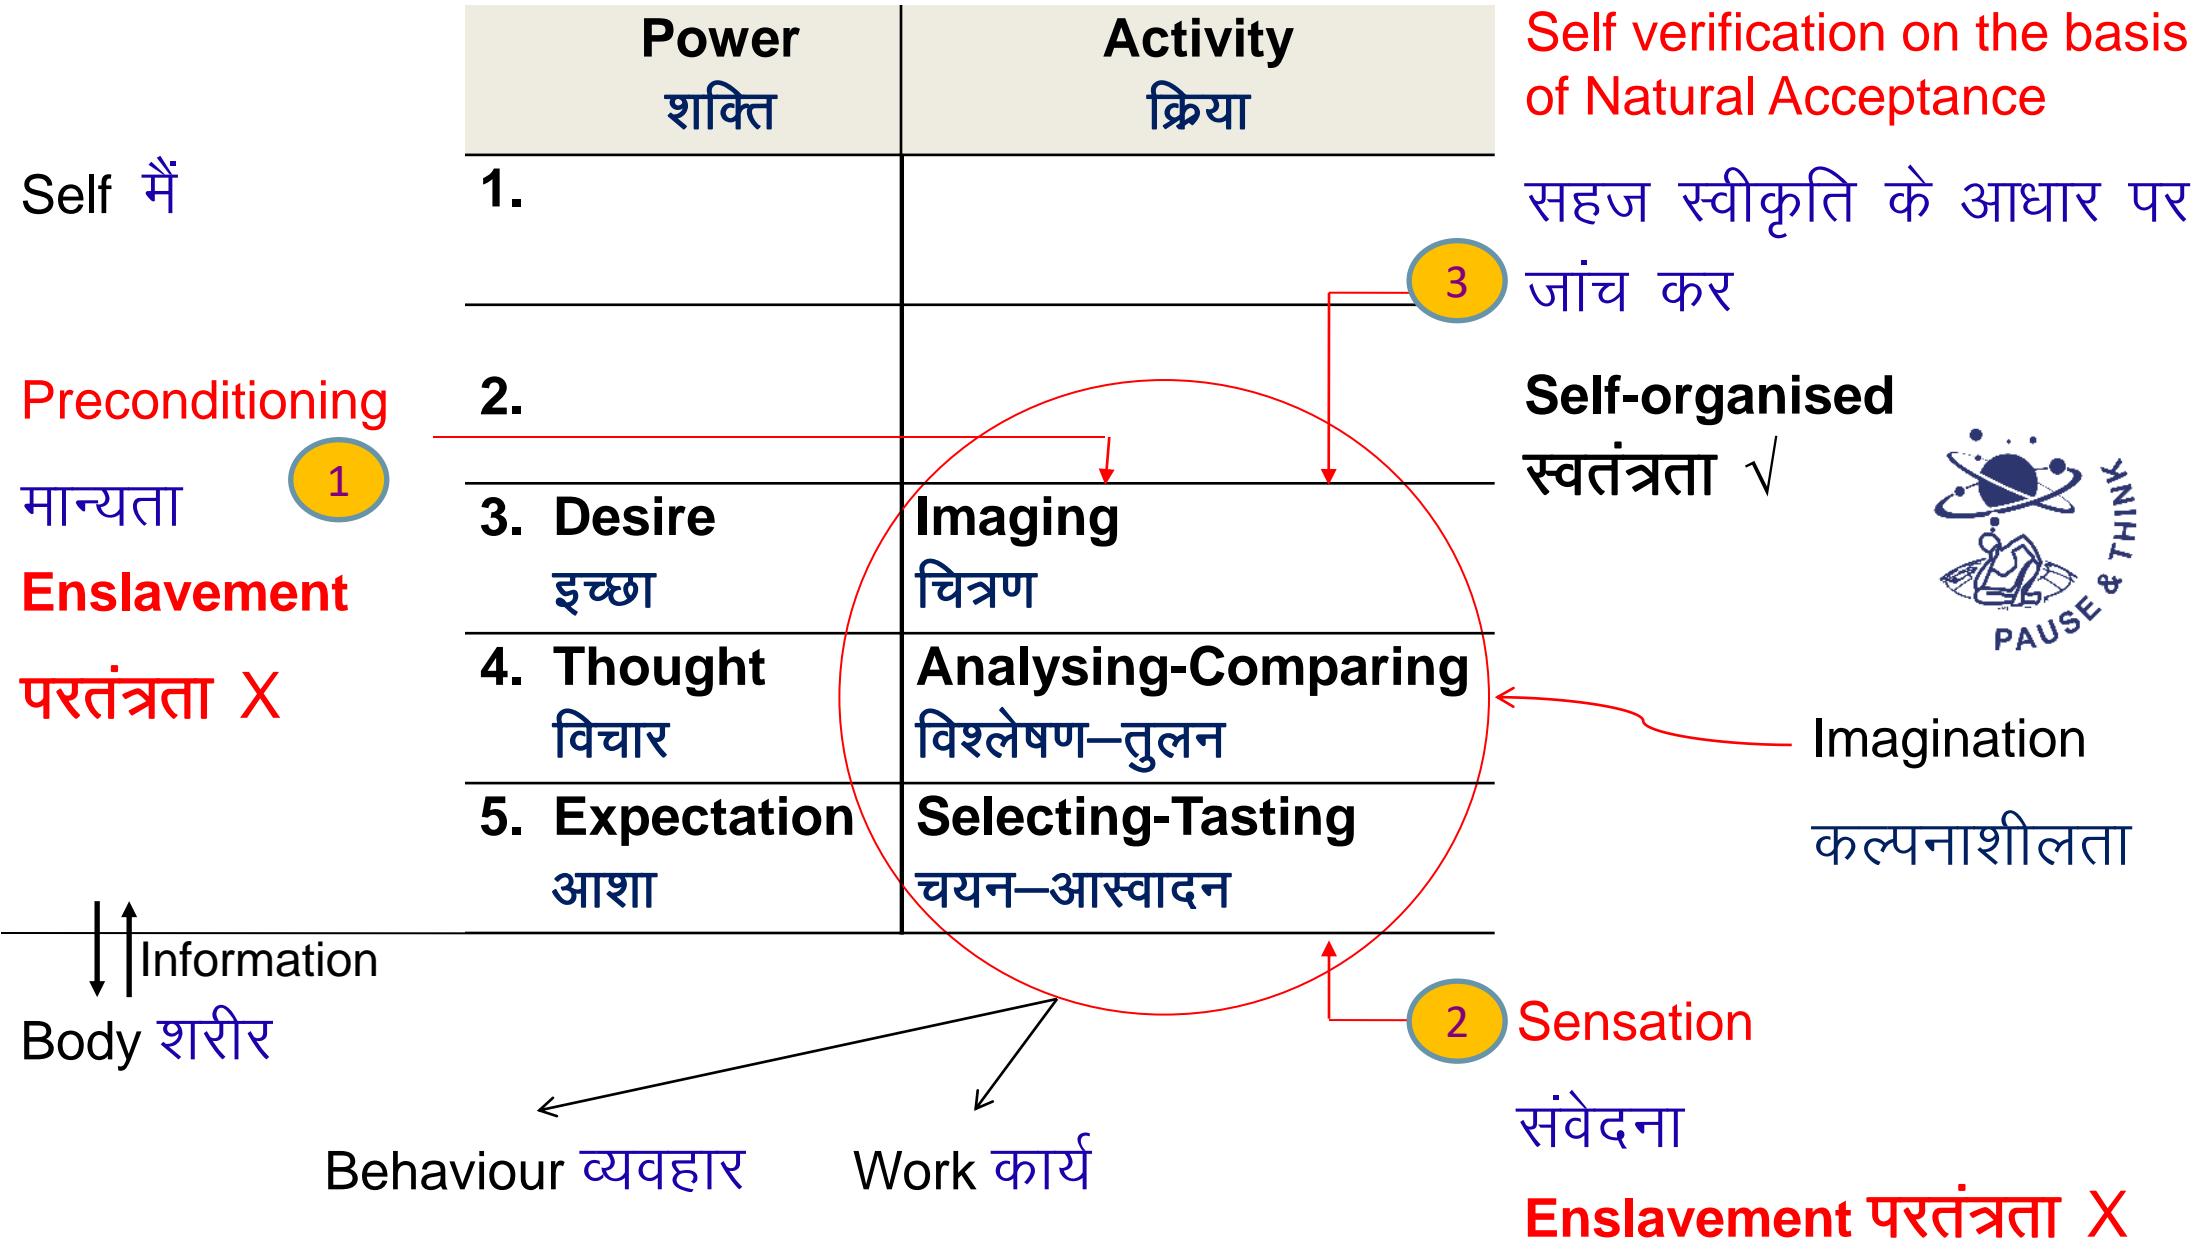 Power
शक्ति
Activity
क्रिया
Self verification on the basis
of Natural Acceptance
सहज स्वीकृति के आधार पर
जांच कर
Self मैं
1.
3
Preconditioning
मान्यता
1
Enslavement
परतंत्रता X
2.
Self-organised
स्वतंत्रता √
PAUSE & THINK
3. Desire
इच्छा
Imaging
चित्रण
4. Thought
विचार
Analysing-Comparing
विश्लेषण–तुलन
Imagination
कल्पनाशीलता
5. Expectation
आशा
Selecting-Tasting
चयन–आस्वादन
Information
Body शरीर
2
Sensation
संवेदना
Enslavement परतंत्रता X
Behaviour व्यवहार
Work कार्य